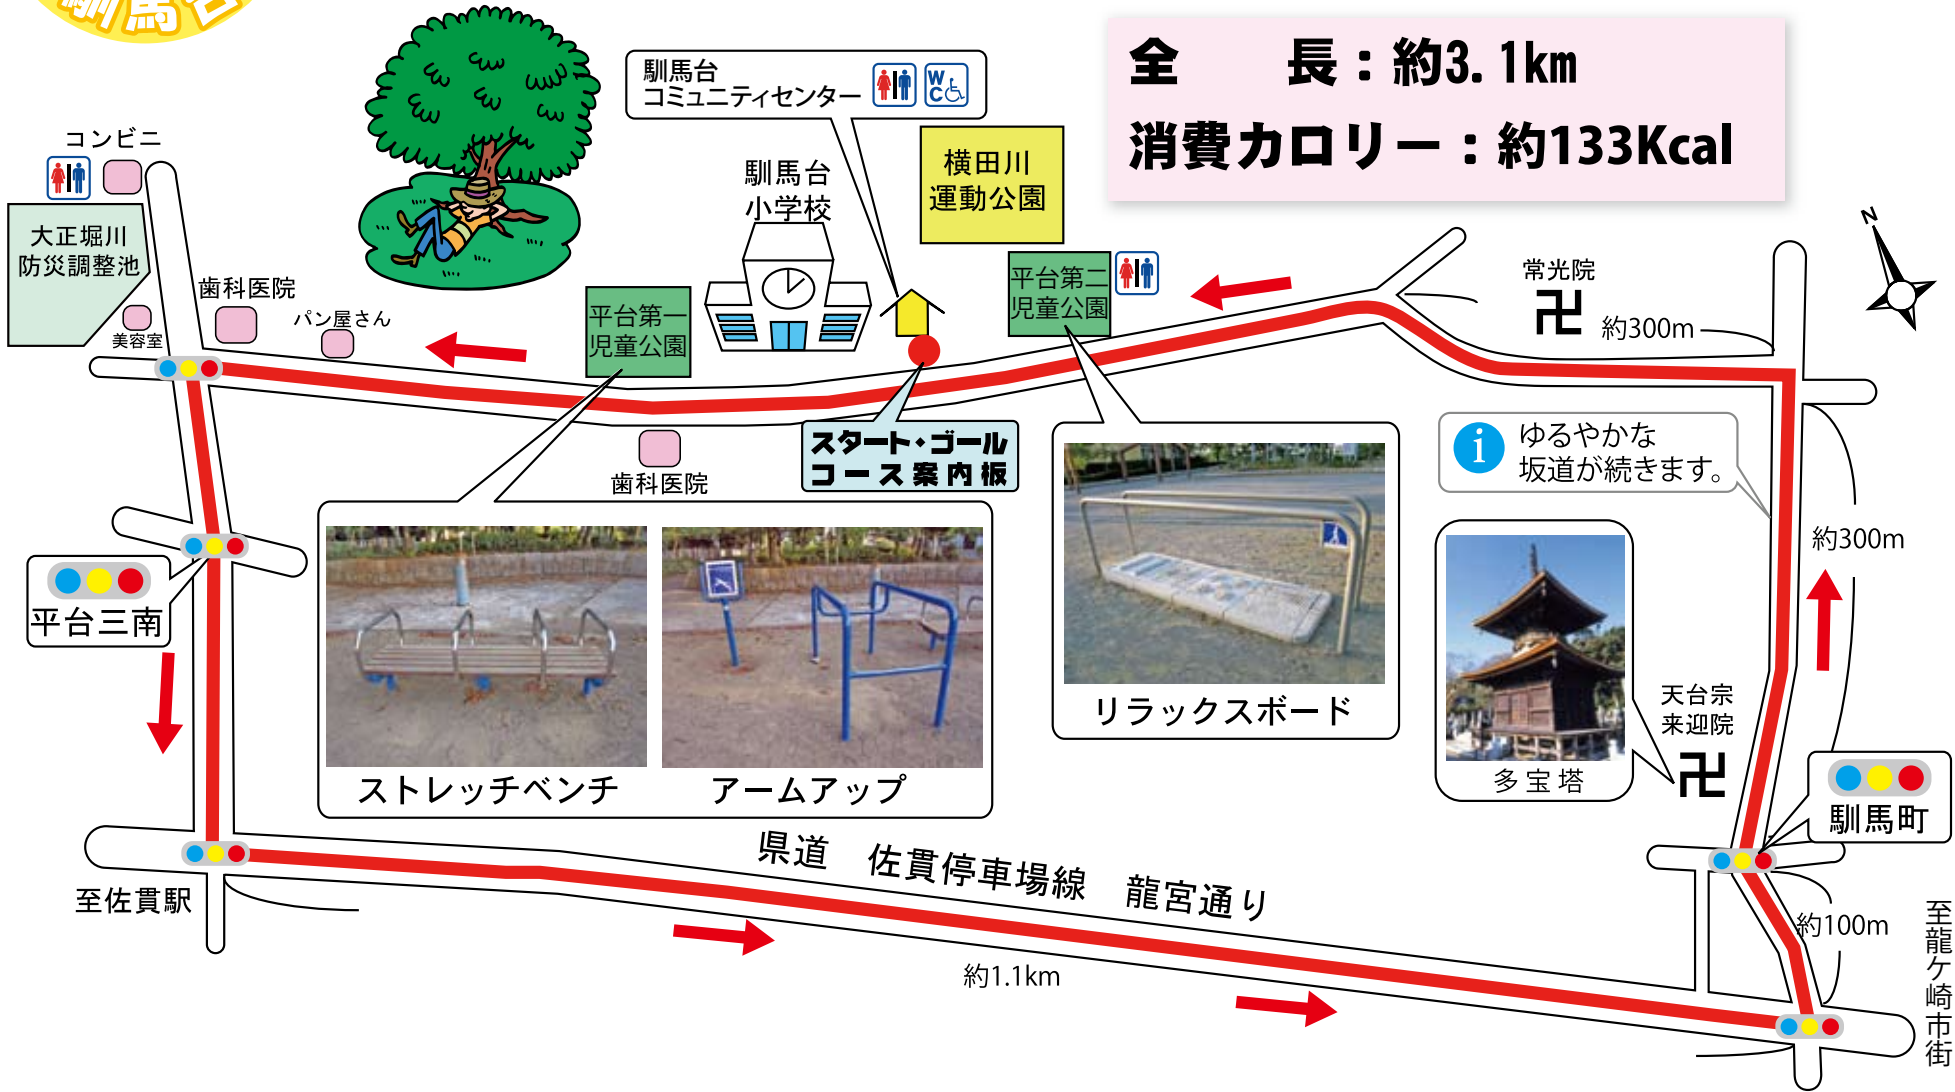 馴馬台
全　　長：約3.1km
消費カロリー：約133Kcal
馴馬台
コミュニティセンター
WC
コンビニ
大正堀川
防災調整池
美容室
歯科医院
パン屋さん
馴馬台
小学校
横田川
運動公園
平台第一
児童公園
平台第二
児童公園
N
常光院
約300m
スタート・ゴール
コース案内板
歯科医院
i
ゆるやかな
坂道が続きます。
約300m
平台三南
ストレッチベンチ
アームアップ
リラックスボード
多宝塔
天台宗
来迎院
馴馬町
県道　佐貫停車場線　龍宮通り
至佐貫駅
約1.1km
約100m
至龍ケ崎市街